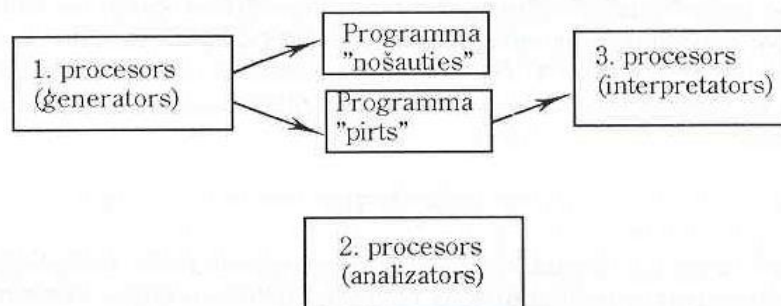 1. procesors
(ģenerators)
Programma
"nošauties"
Programma
"pirts"
3. procesors
(interpretators)
2. procesors
(analizators)